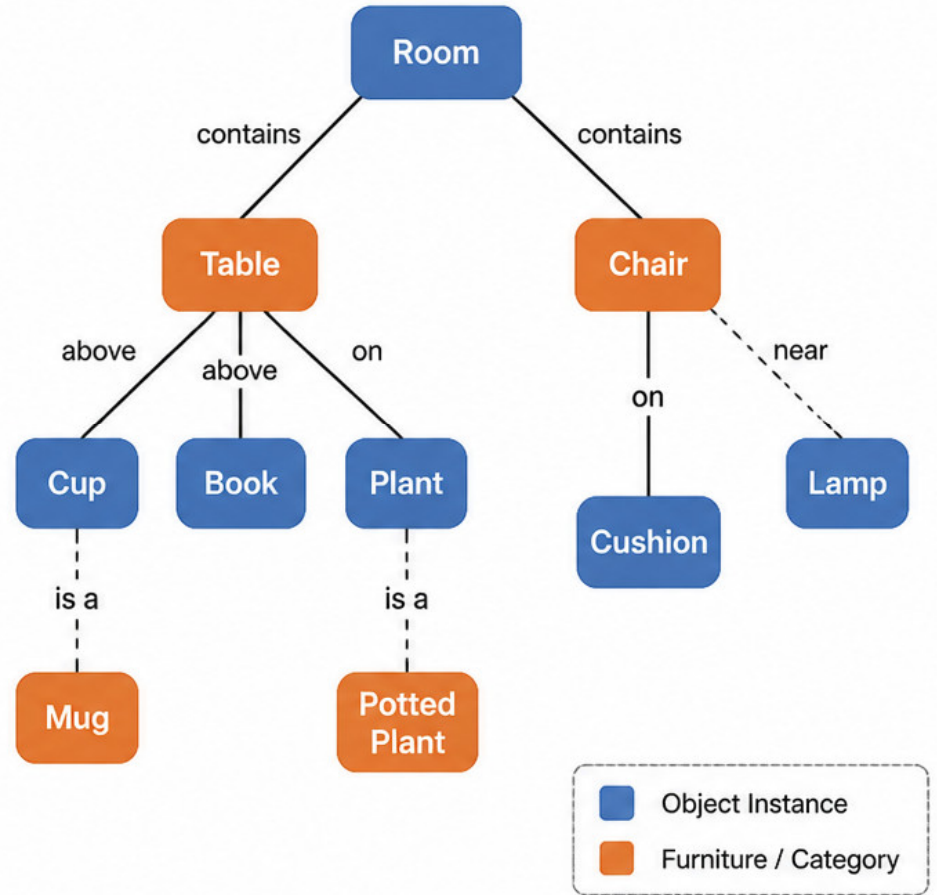 Room
contains
contains
Table
Chair
above
above
on
on
near
Cup
Book
Plant
Cushion
Lamp
is a
is a
Mug
Potted
Plant
Object Instance
Furniture / Category